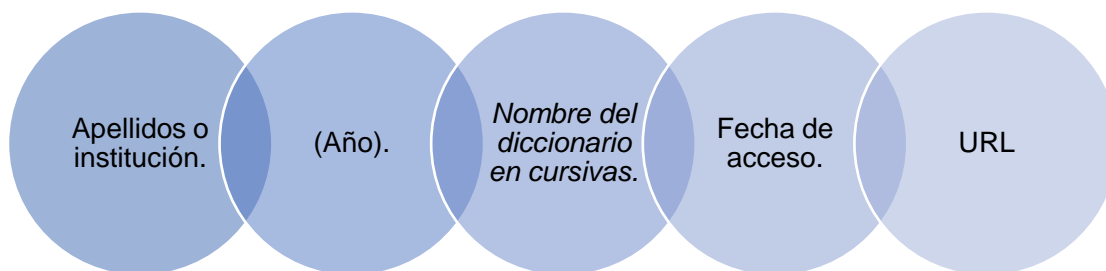 Apellidos o
institución.
(Año).
Nombre del
diccionario
en cursivas.
Fecha de
acceso.
URL